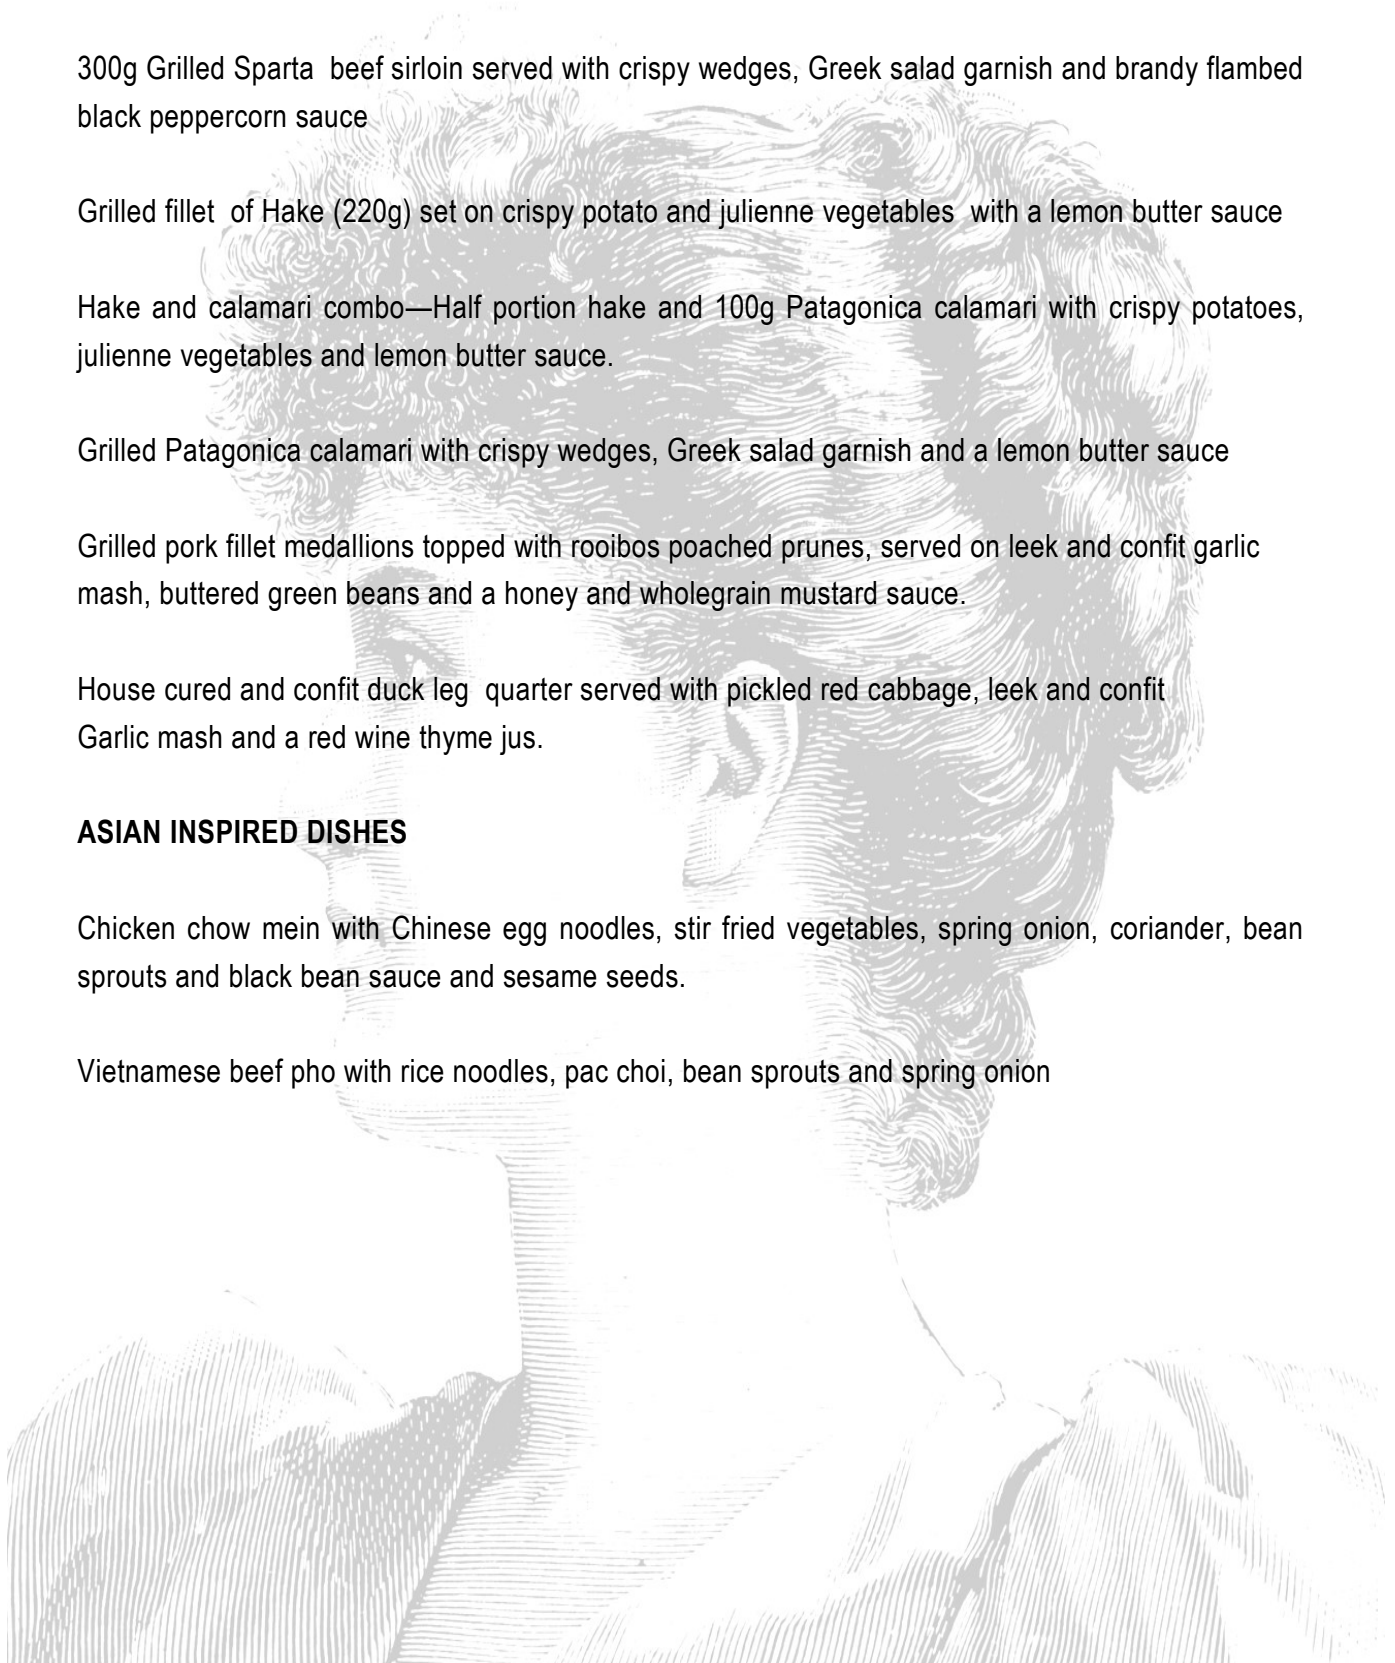 300g Grilled Sparta  beef sirloin served with crispy wedges, Greek salad garnish and brandy flambed
black peppercorn sauce
Grilled fillet  of Hake (220g) set on crispy potato and julienne vegetables  with a lemon butter sauce
Hake and calamari combo—Half portion hake and 100g Patagonica calamari with crispy potatoes,
julienne vegetables and lemon butter sauce.
Grilled Patagonica calamari with crispy wedges, Greek salad garnish and a lemon butter sauce
Grilled pork fillet medallions topped with rooibos poached prunes, served on leek and confit garlic
mash, buttered green beans and a honey and wholegrain mustard sauce.
House cured and confit duck leg  quarter served with pickled red cabbage, leek and confit
Garlic mash and a red wine thyme jus.
ASIAN INSPIRED DISHES
Chicken chow mein with Chinese egg noodles, stir fried vegetables, spring onion, coriander, bean
sprouts and black bean sauce and sesame seeds.
Vietnamese beef pho with rice noodles, pac choi, bean sprouts and spring onion